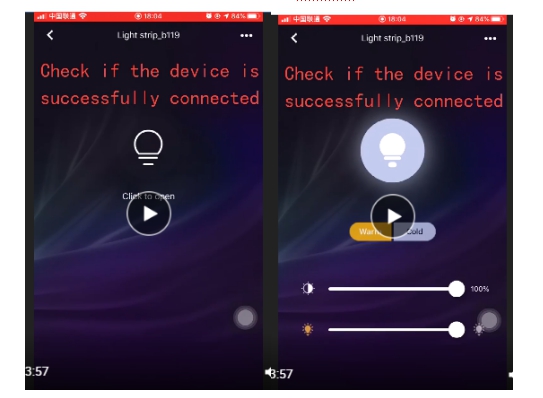 中国联通 18:04 84%
Light strip_b119
Check if the device is
successfully connected
Click to open
3:57
中国联通 18:04 84%
Light strip_b119
Check if the device is
successfully connected
Warm Cold
100%
3:57